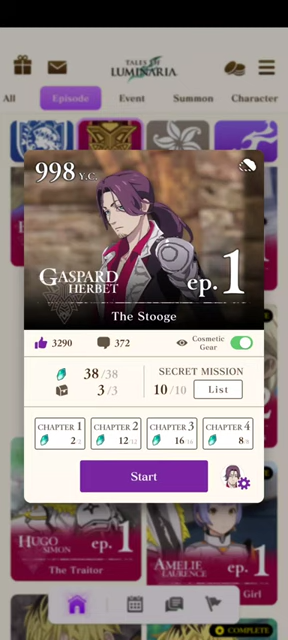 TALES OF
LUMINARIA
All
Episode
Event
Summon
Character
998 Y.C.
GASPARD
HERBET
ep. 1
The Stooge
3290
372
Cosmetic
Gear
38/38
3/3
SECRET MISSION
10/10
List
CHAPTER 1
2/2
CHAPTER 2
12/12
CHAPTER 3
16/16
CHAPTER 4
8/8
Start
HUGO
SIMON
ep. 1
The Traitor
AMELIE
LAURENCE
ep. 1
Girl
COMPLETE